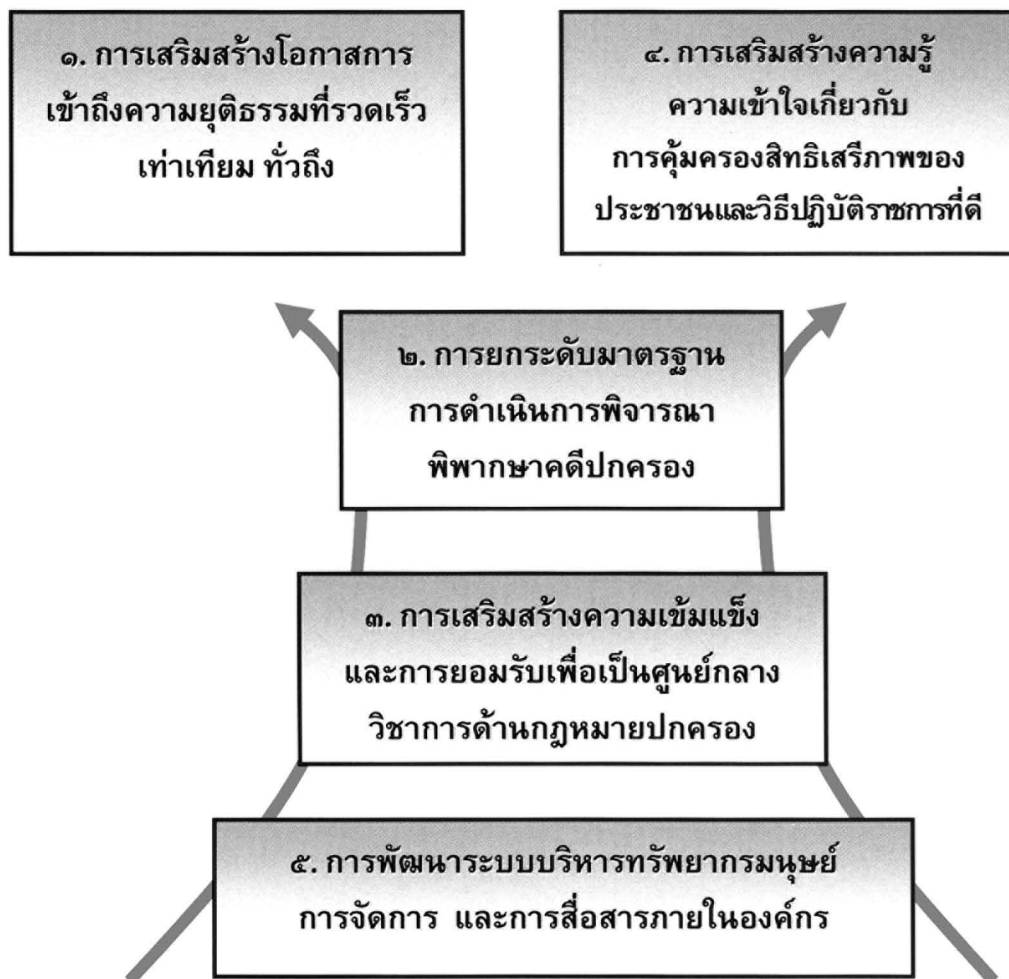 ๑. การเสริมสร้างโอกาสการ
เข้าถึงความยุติธรรมที่รวดเร็ว
เท่าเทียม ทั่วถึง
๔. การเสริมสร้างความรู้
ความเข้าใจเกี่ยวกับ
การคุ้มครองสิทธิเสรีภาพของ
ประชาชนและวิธีปฏิบัติราชการที่ดี
๒. การยกระดับมาตรฐาน
การดำเนินการพิจารณา
พิพากษาคดีปกครอง
๓. การเสริมสร้างความเข้มแข็ง
และการยอมรับเพื่อเป็นศูนย์กลาง
วิชาการด้านกฎหมายปกครอง
๕. การพัฒนาระบบบริหารทรัพยากรมนุษย์
การจัดการ และการสื่อสารภายในองค์กร